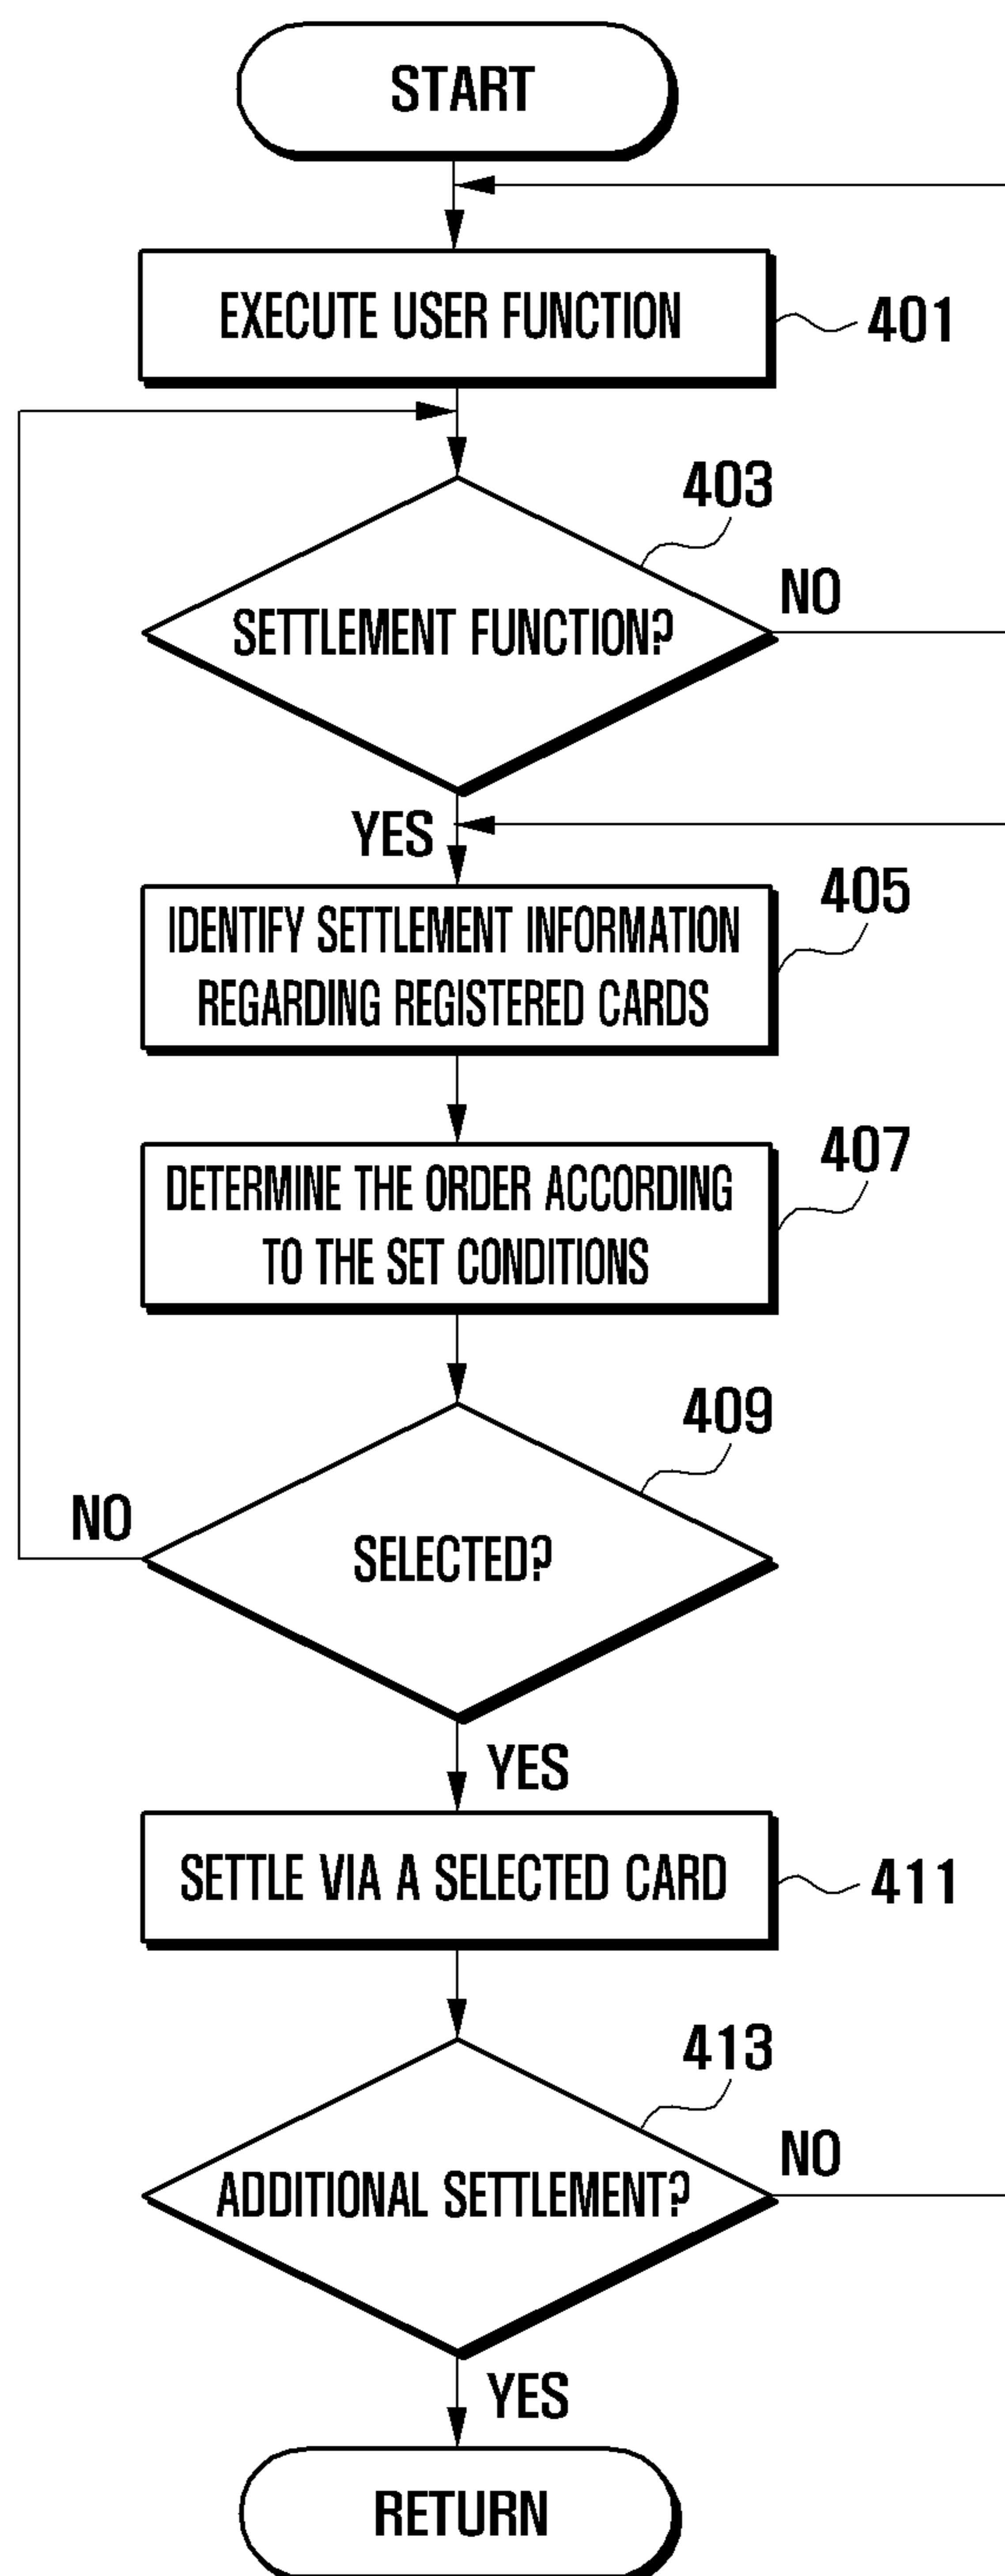 START
EXECUTE USER FUNCTION
401
403
SETTLEMENT FUNCTION?
NO
YES
405
IDENTIFY SETTLEMENT INFORMATION
REGARDING REGISTERED CARDS
407
DETERMINE THE ORDER ACCORDING
TO THE SET CONDITIONS
409
NO
SELECTED?
YES
SETTLE VIA A SELECTED CARD
411
413
NO
ADDITIONAL SETTLEMENT?
YES
RETURN